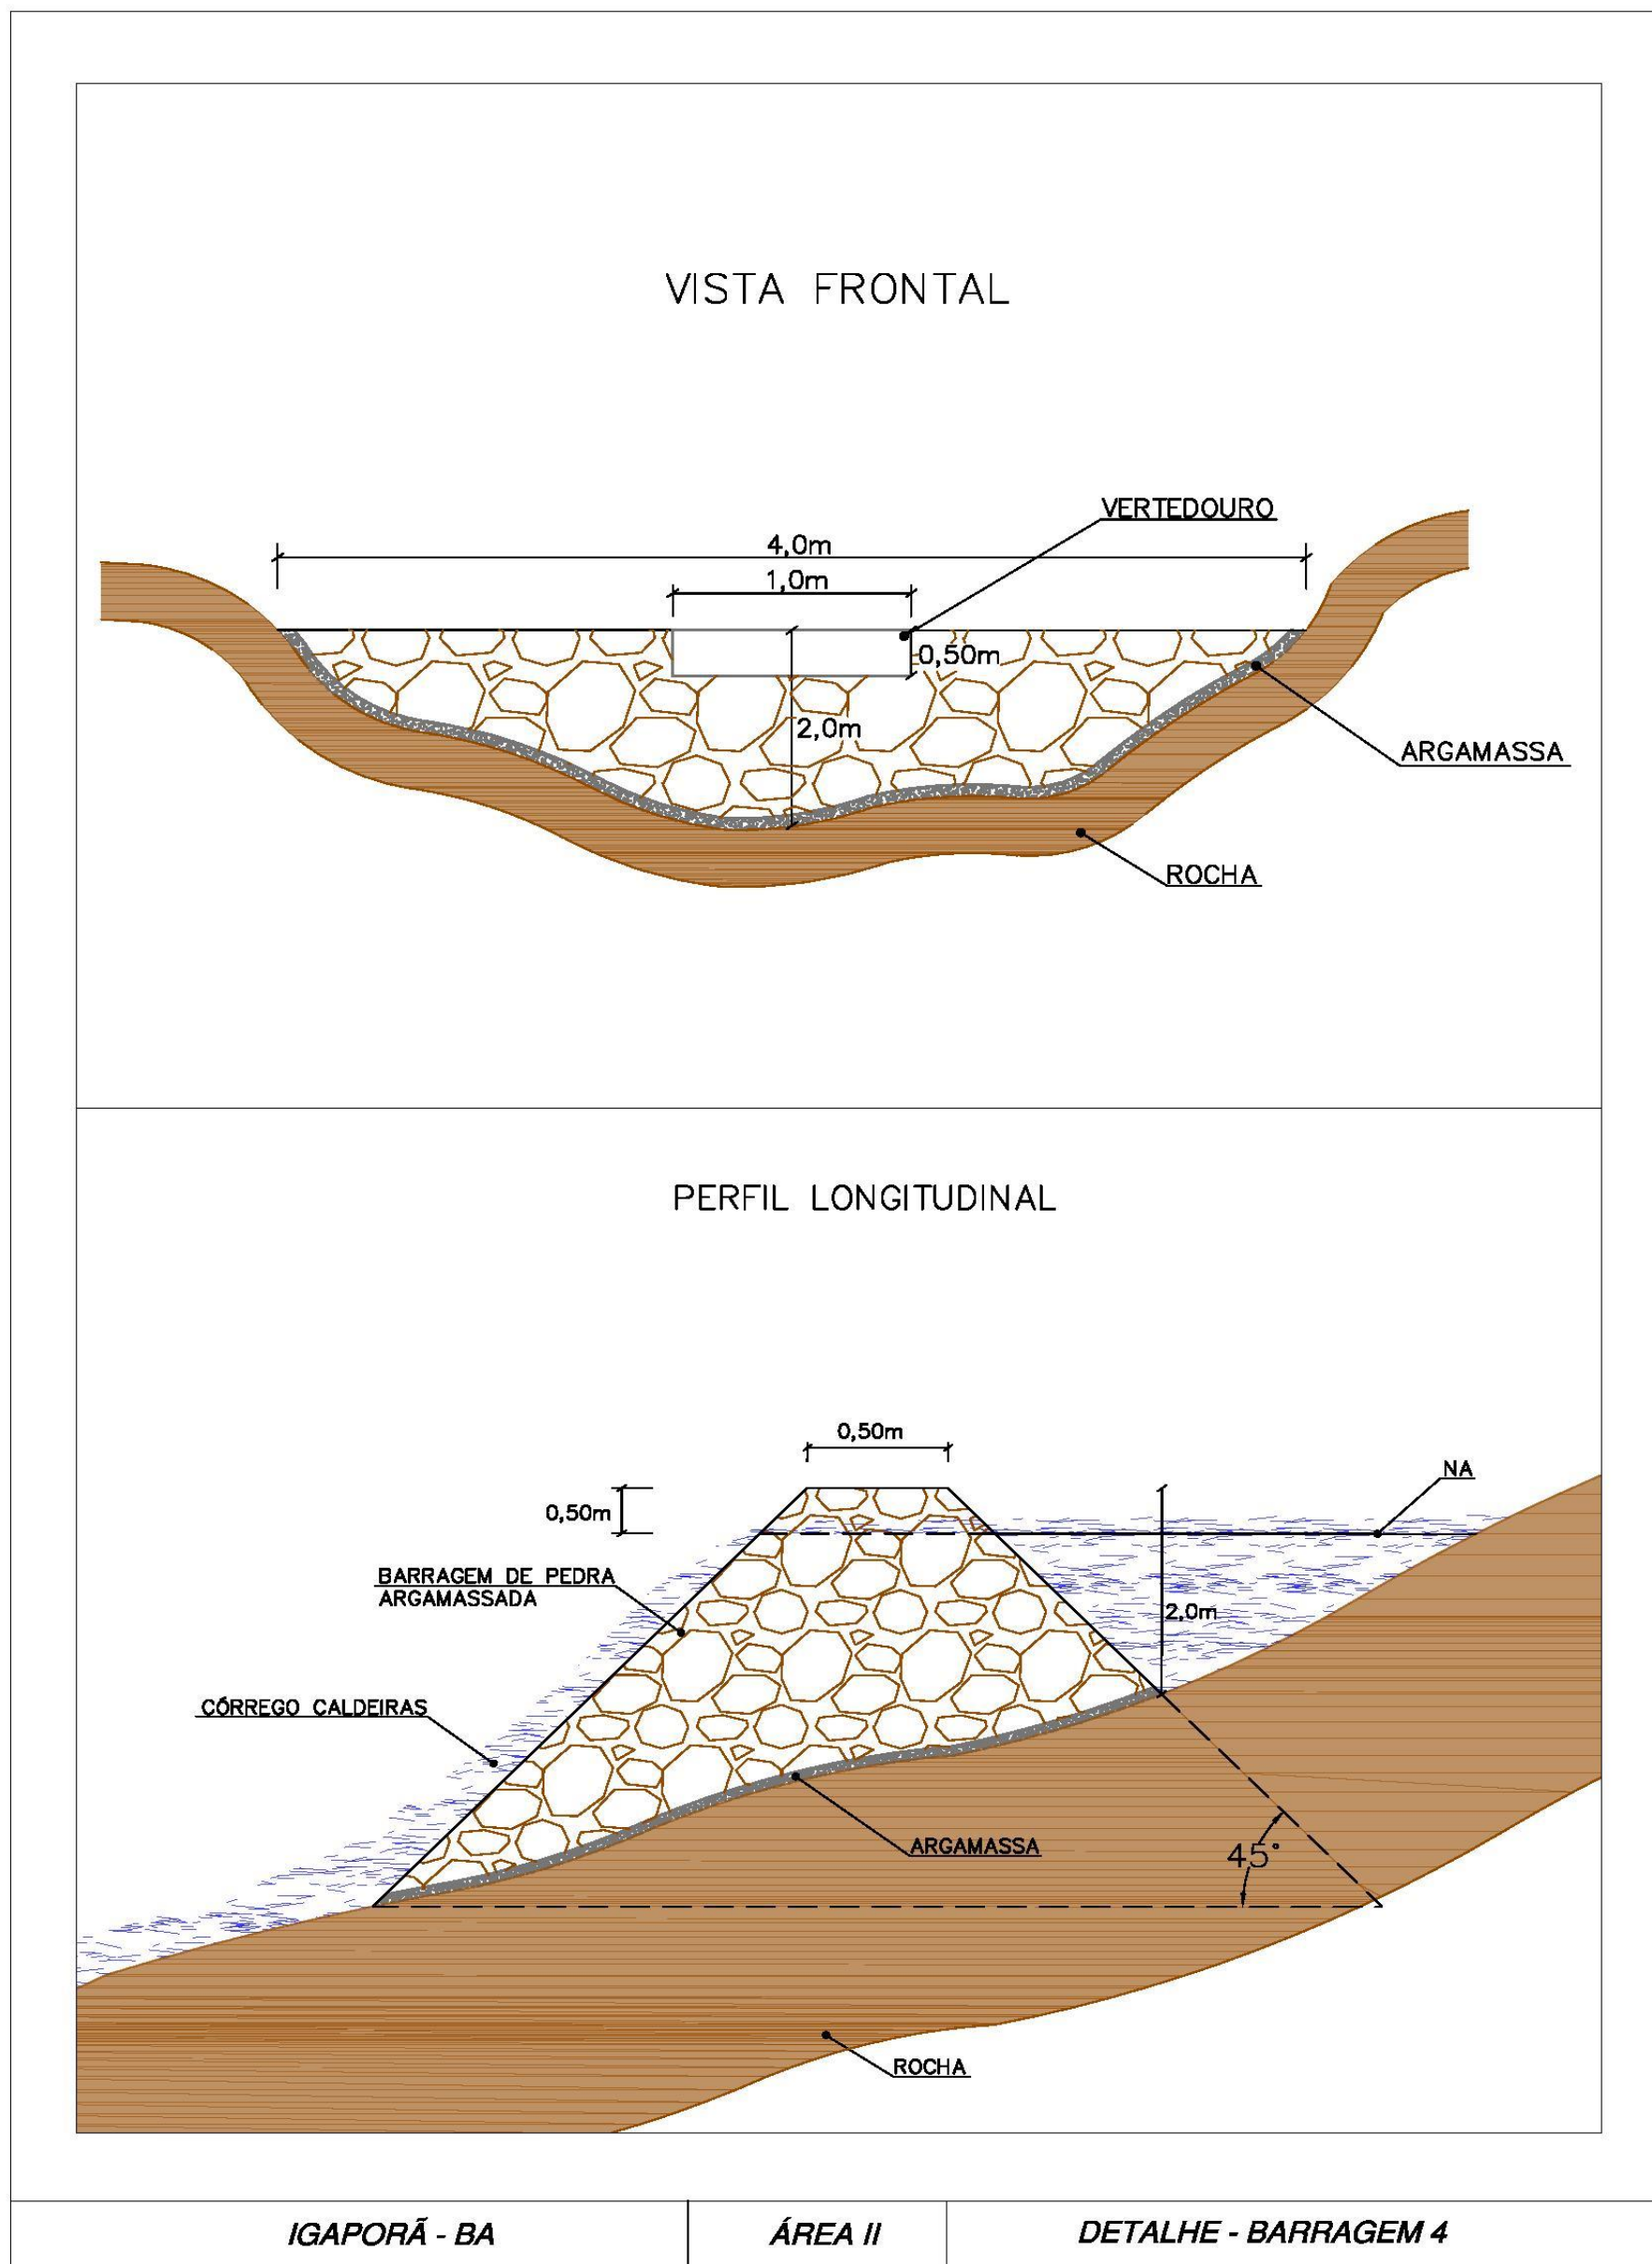 VISTA FRONTAL
VERTEDOURO
4,0m
1,0m
0,50m
2,0m
ARGAMASSA
ROCHA
PERFIL LONGITUDINAL
0,50m
NA
0,50m
BARRAGEM DE PEDRA
ARGAMASSADA
2,0m
CÓRREGO CALDEIRAS
ARGAMASSA
45°
ROCHA
IGAPORÃ - BA
ÁREA II
DETALHE - BARRAGEM 4